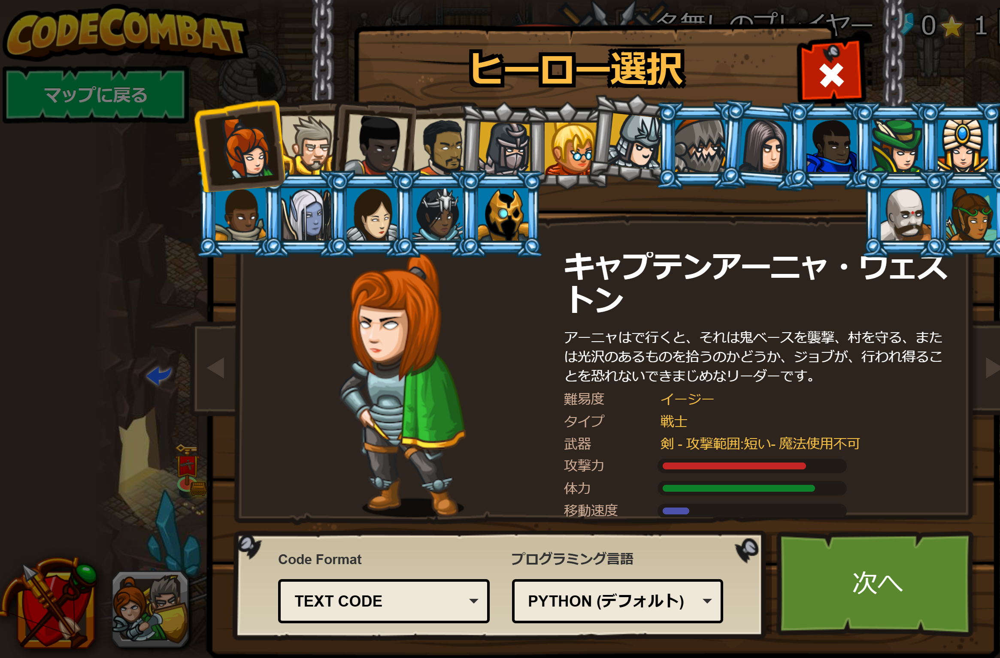 CODECOMBAT
名無しのプレイヤー 0 1
マップに戻る
ヒーロー選択
キャプテンアーニャ・ウェス
トン
アーニャはで行くと、それは鬼ベースを襲撃、村を守る、また
は光沢のあるものを拾うのかどうか、ジョブが、行われ得るこ
とを恐れないできまじめなリーダーです。
難易度 イージー
タイプ 戦士
武器 剣 - 攻撃範囲:短い- 魔法使用不可
攻撃力
体力
移動速度
Code Format
プログラミング言語
TEXT CODE
PYTHON (デフォルト)
次へ